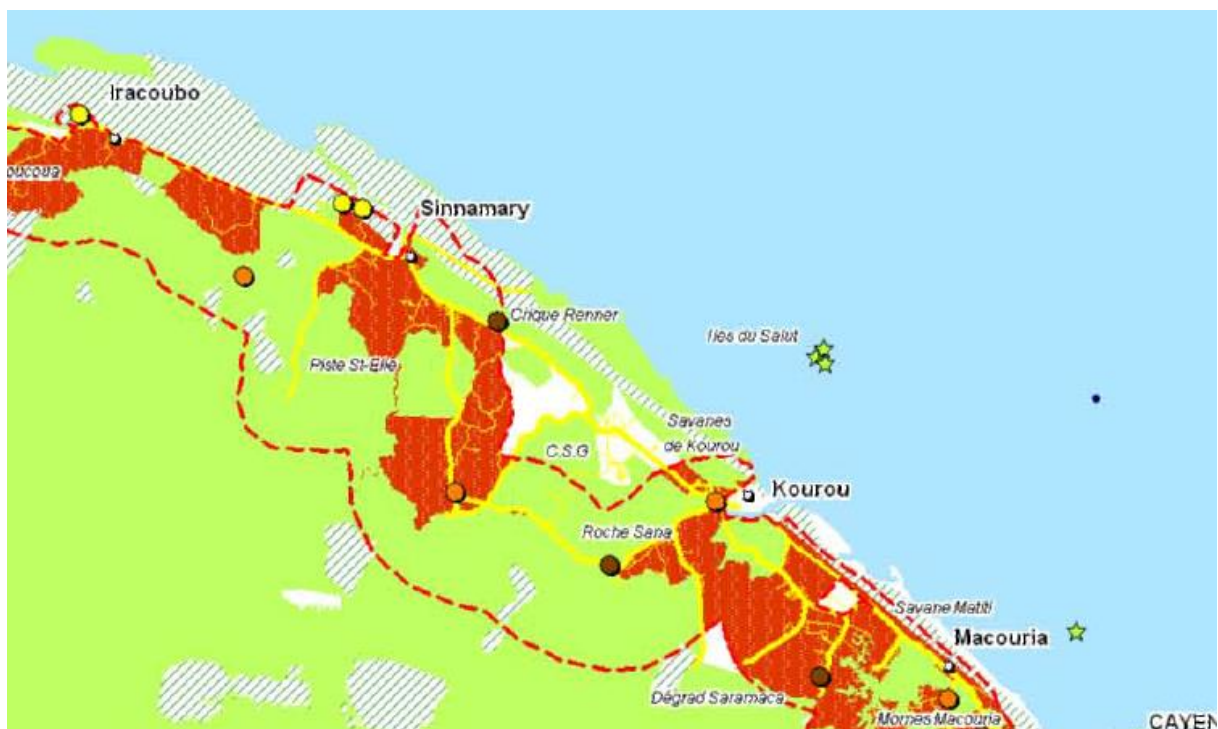 Iracoubo
oucoua
Sinnamary
Crique Renner
Iles du Salut
Piste St-Elie
Savanes
de Kourou
C.S.G
Kourou
Roche Sana
Savane Matiti
Macouria
Dégrad Saramaca
Mornes Macouria
CAYEN